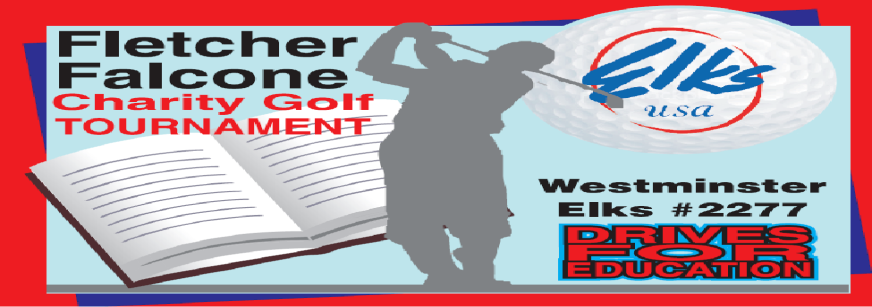 Fletcher
Falcone
Charity Golf
TOURNAMENT
Elks
USA
Westminster
Elks #2277
DRIVES
FOR
EDUCATION